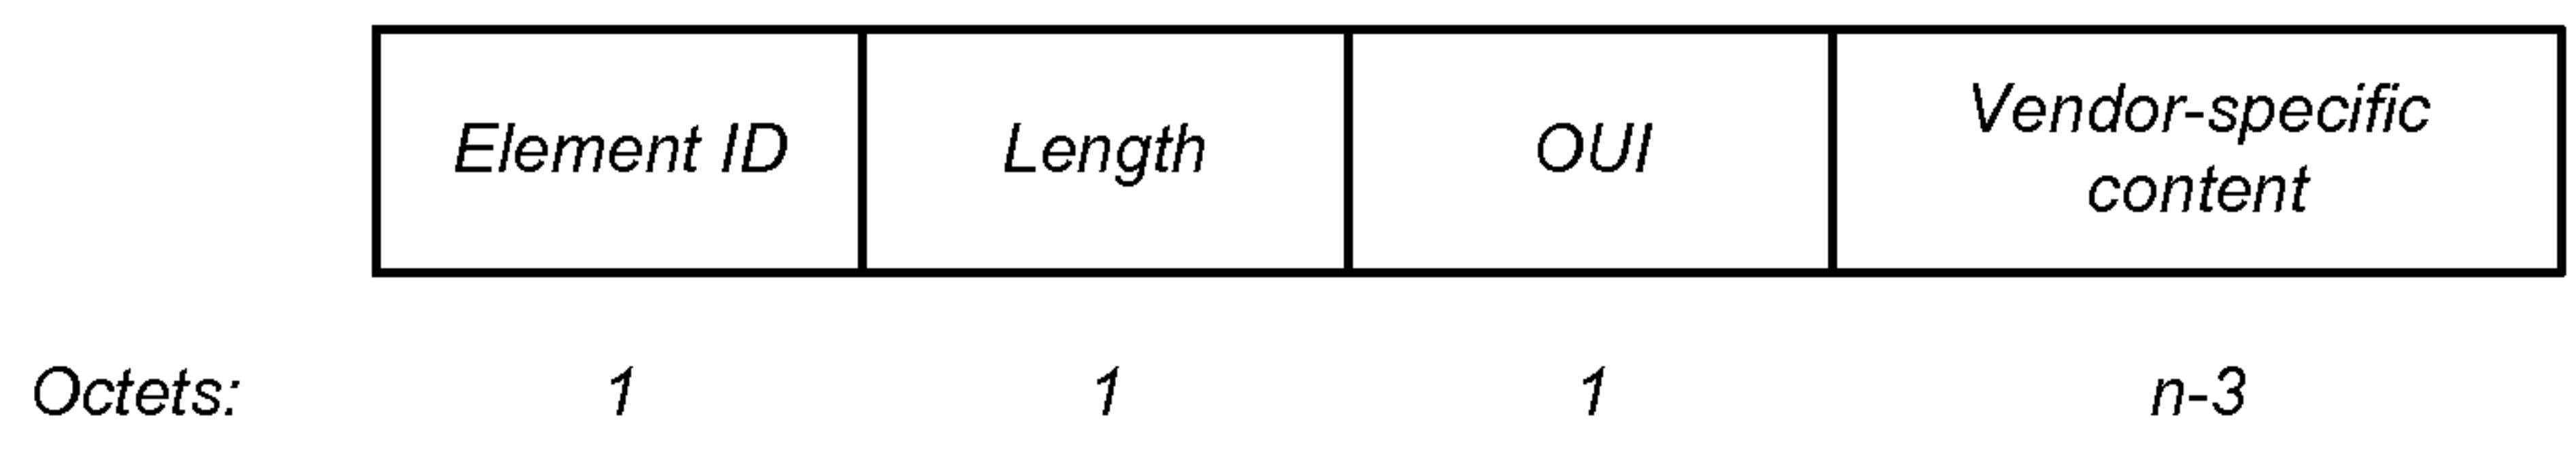 Element ID
Length
OUI
Vendor-specific
content
Octets:
1
1
1
n-3